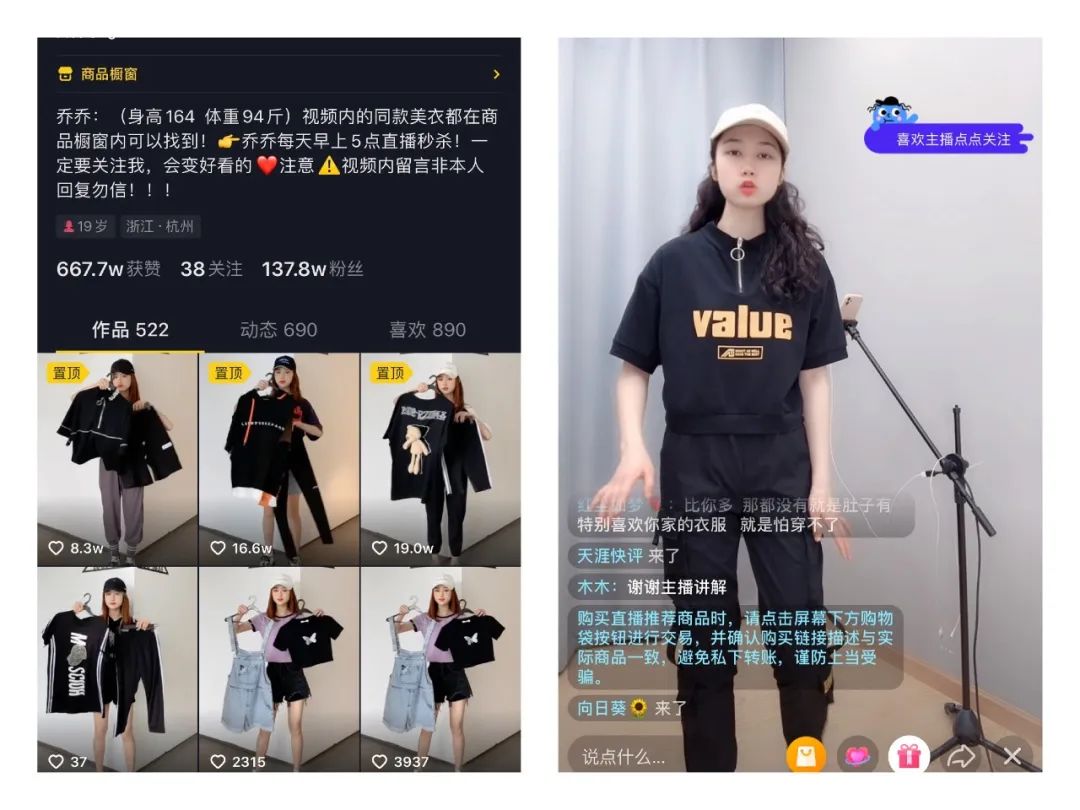 商品橱窗
乔乔：（身高164 体重94斤）视频内的同款美衣都在商
品橱窗内可以找到！👉乔乔每天早上5点直播秒杀！一
定要关注我，会变好看的❤️注意⚠️视频内留言非本人
回复勿信！！！
19岁 浙江·杭州
667.7w获赞 38关注 137.8w粉丝
作品 522 动态 690 喜欢 890
置顶 置顶 置顶
8.3w 16.6w 19.0w
37 2315 3937
喜欢主播点点关注
value
红尘如梦：比你多 那都没有就是肚子有
特别喜欢你家的衣服 就是怕穿不了
天涯快评 来了
木木：谢谢主播讲解
购买直播推荐商品时，请点击屏幕下方购物
袋按钮进行交易，并确认购买链接描述与实
际商品一致，避免私下转账，谨防上当受
骗。
向日葵🌻 来了
说点什么...